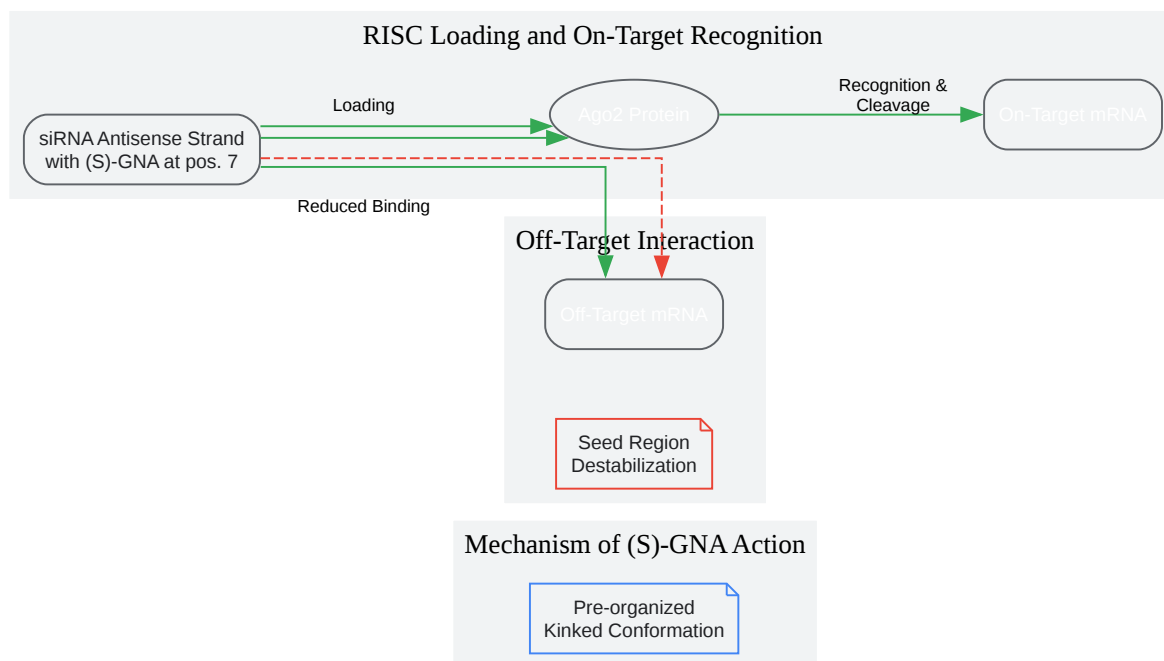 RISC Loading and On-Target Recognition
Loading
Recognition &
Cleavage
Ago2 Protein
On-Target mRNA
siRNA Antisense Strand
with (S)-GNA at pos. 7
Reduced Binding
Off-Target Interaction
Off-Target mRNA
Seed Region
Destabilization
Mechanism of (S)-GNA Action
Pre-organized
Kinked Conformation